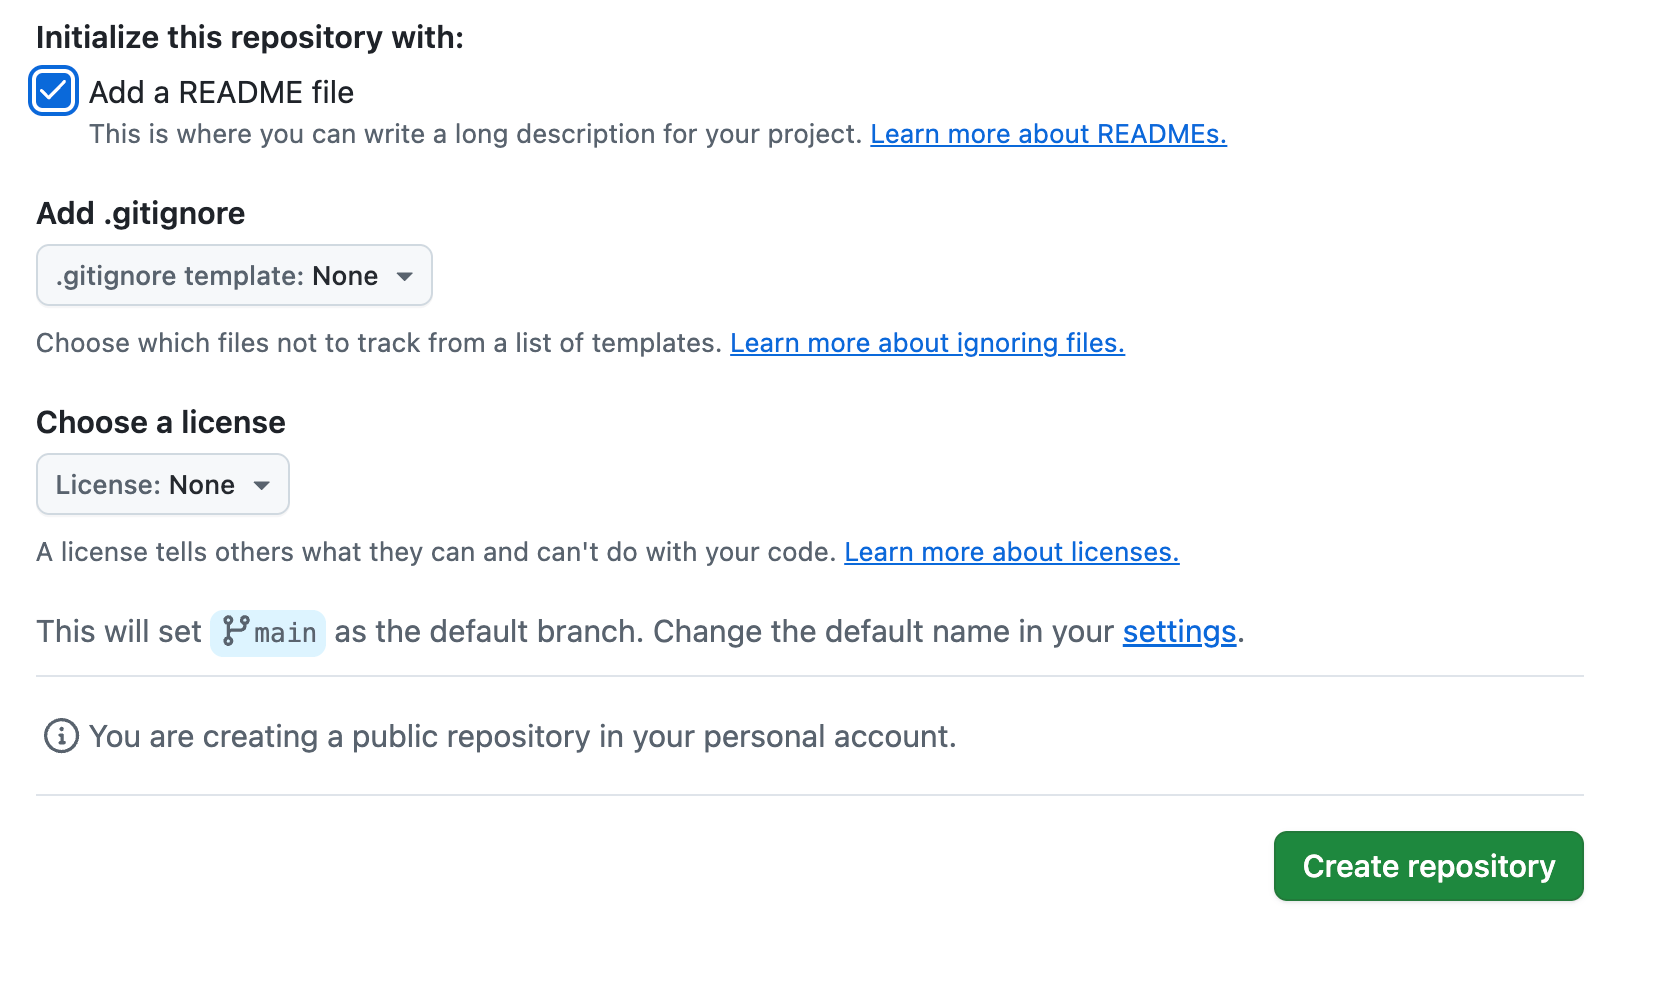 Initialize this repository with:
Add a README file
This is where you can write a long description for your project. Learn more about READMEs.
Add .gitignore
.gitignore template: None
Choose which files not to track from a list of templates. Learn more about ignoring files.
Choose a license
License: None
A license tells others what they can and can't do with your code. Learn more about licenses.
This will set main as the default branch. Change the default name in your settings.
You are creating a public repository in your personal account.
Create repository